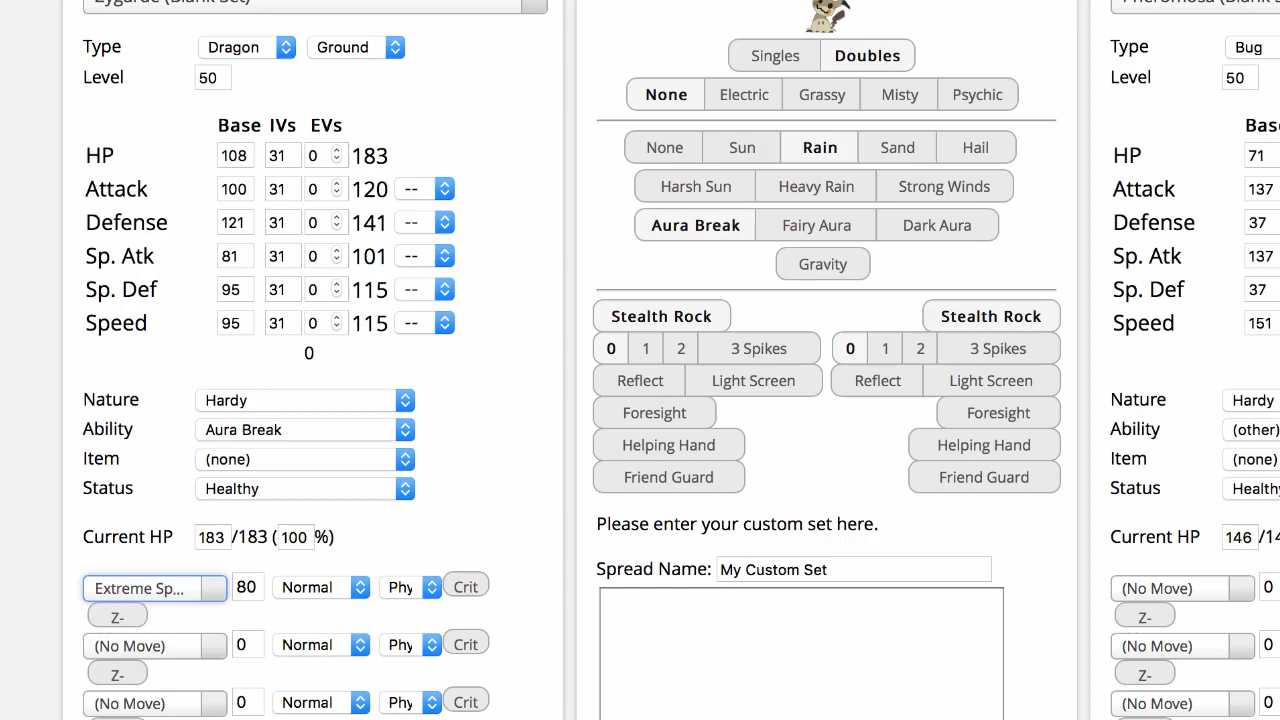 Zygarde (Blank Set)
Type Dragon Ground
Level 50
Base IVs EVs
HP 108 31 0 183
Attack 100 31 0 120 --
Defense 121 31 0 141 --
Sp. Atk 81 31 0 101 --
Sp. Def 95 31 0 115 --
Speed 95 31 0 115 --
0
Nature Hardy
Ability Aura Break
Item (none)
Status Healthy
Current HP 183 /183 ( 100 %)
Extreme Sp... 80 Normal Phy Crit
Z-
(No Move) 0 Normal Phy Crit
Z-
(No Move) 0 Normal Phy Crit
Singles Doubles
None Electric Grassy Misty Psychic
None Sun Rain Sand Hail
Harsh Sun Heavy Rain Strong Winds
Aura Break Fairy Aura Dark Aura
Gravity
Stealth Rock Stealth Rock
0 1 2 3 Spikes 0 1 2 3 Spikes
Reflect Light Screen Reflect Light Screen
Foresight Foresight
Helping Hand Helping Hand
Friend Guard Friend Guard
Please enter your custom set here.
Spread Name: My Custom Set
Pheromosa (Blank S
Type Bug
Level 50
Bas
HP 71
Attack 137
Defense 37
Sp. Atk 137
Sp. Def 37
Speed 151
Nature Hardy
Ability (other)
Item (none)
Status Health
Current HP 146 /14
(No Move) 0
Z-
(No Move) 0
Z-
(No Move) 0